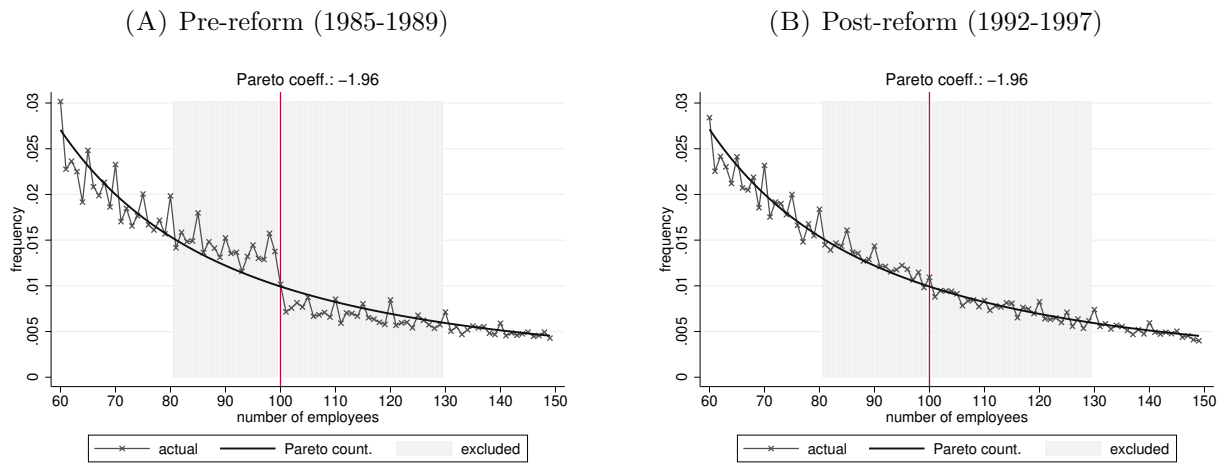 (A) Pre-reform (1985-1989)
Pareto coeff.: −1.96
frequency
.03
.025
.02
.015
.01
.005
0
60 70 80 90 100 110 120 130 140 150
number of employees
actual Pareto count. excluded
(B) Post-reform (1992-1997)
Pareto coeff.: −1.96
frequency
.03
.025
.02
.015
.01
.005
0
60 70 80 90 100 110 120 130 140 150
number of employees
actual Pareto count. excluded